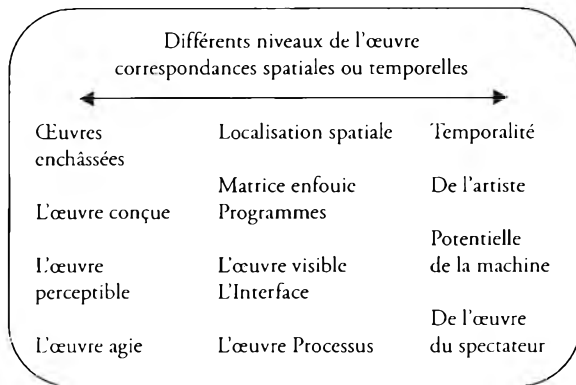 Différents niveaux de l'œuvre
correspondances spatiales ou temporelles
Œuvres
enchâssées
Localisation spatiale
Temporalité
L'œuvre conçue
Matrice enfouie
Programmes
De l'artiste
L'œuvre
perceptible
L'œuvre visible
L'Interface
Potentielle
de la machine
L'œuvre agie
L'œuvre Processus
De l'œuvre
du spectateur